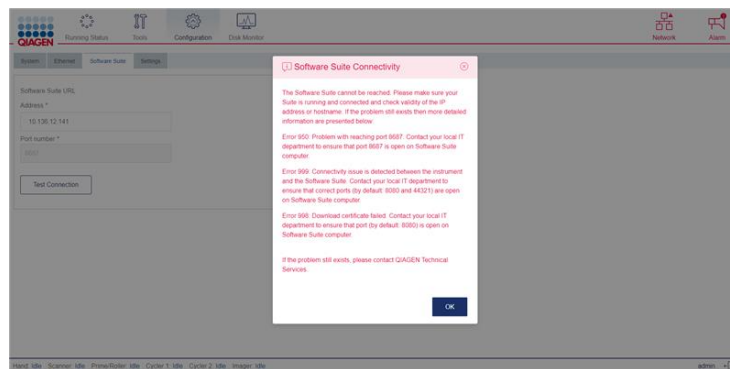 QIAGEN
Running Status
Tools
Configuration
Disk Monitor
Network
Alarm
System
Ethernet
Software Suite
Settings
Software Suite URL
Address *
10.136.12.141
Port number *
8687
Test Connection
Software Suite Connectivity
The Software Suite cannot be reached. Please make sure your
Suite is running and connected and check validity of the IP
address or hostname. If the problem still exists then more detailed
information are presented below.
Error 950: Problem with reaching port 8687. Contact your local IT
department to ensure that port 8687 is open on Software Suite
computer.
Error 999: Connectivity issue is detected between the instrument
and the Software Suite. Contact your local IT department to
ensure that correct ports (by default: 8080 and 44321) are open
on Software Suite computer.
Error 998: Download certificate failed. Contact your local IT
department to ensure that port (by default: 8080) is open on
Software Suite computer.
If the problem still exists, please contact QIAGEN Technical
Services.
OK
Hand: Idle Scanner: Idle Prime/Roller: Idle Cycler 1: Idle Cycler 2: Idle Imager: Idle
admin